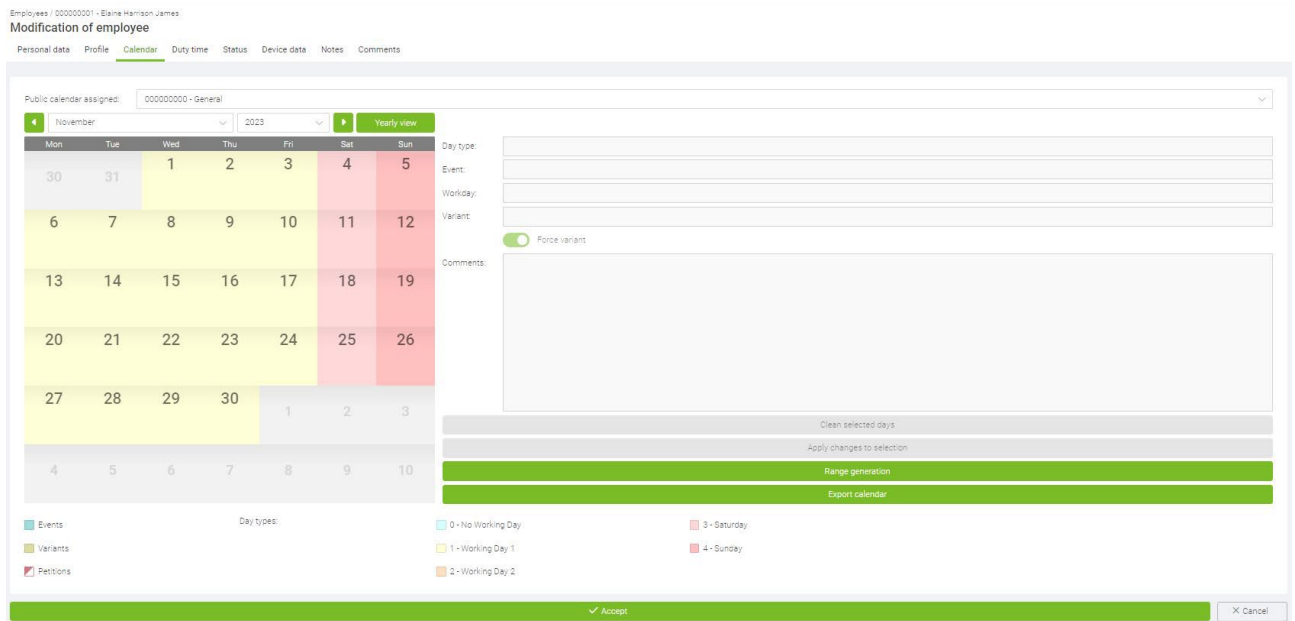 Employees / 000000001 - Elaine Harrison James
Modification of employee
Personal data Profile Calendar Duty time Status Device data Notes Comments
Public calendar assigned: 000000000 - General
November 2023 Yearly view
Mon Tue Wed Thu Fri Sat Sun
30 31 1 2 3 4 5
6 7 8 9 10 11 12
13 14 15 16 17 18 19
20 21 22 23 24 25 26
27 28 29 30 1 2 3
4 5 6 7 8 9 10
Day type:
Event:
Workday:
Variant:
Force variant
Comments:
Clean selected days
Apply changes to selection
Range generation
Export calendar
Events Day types: 0 - No Working Day 3 - Saturday
Variants 1 - Working Day 1 4 - Sunday
Petitions 2 - Working Day 2
Accept Cancel